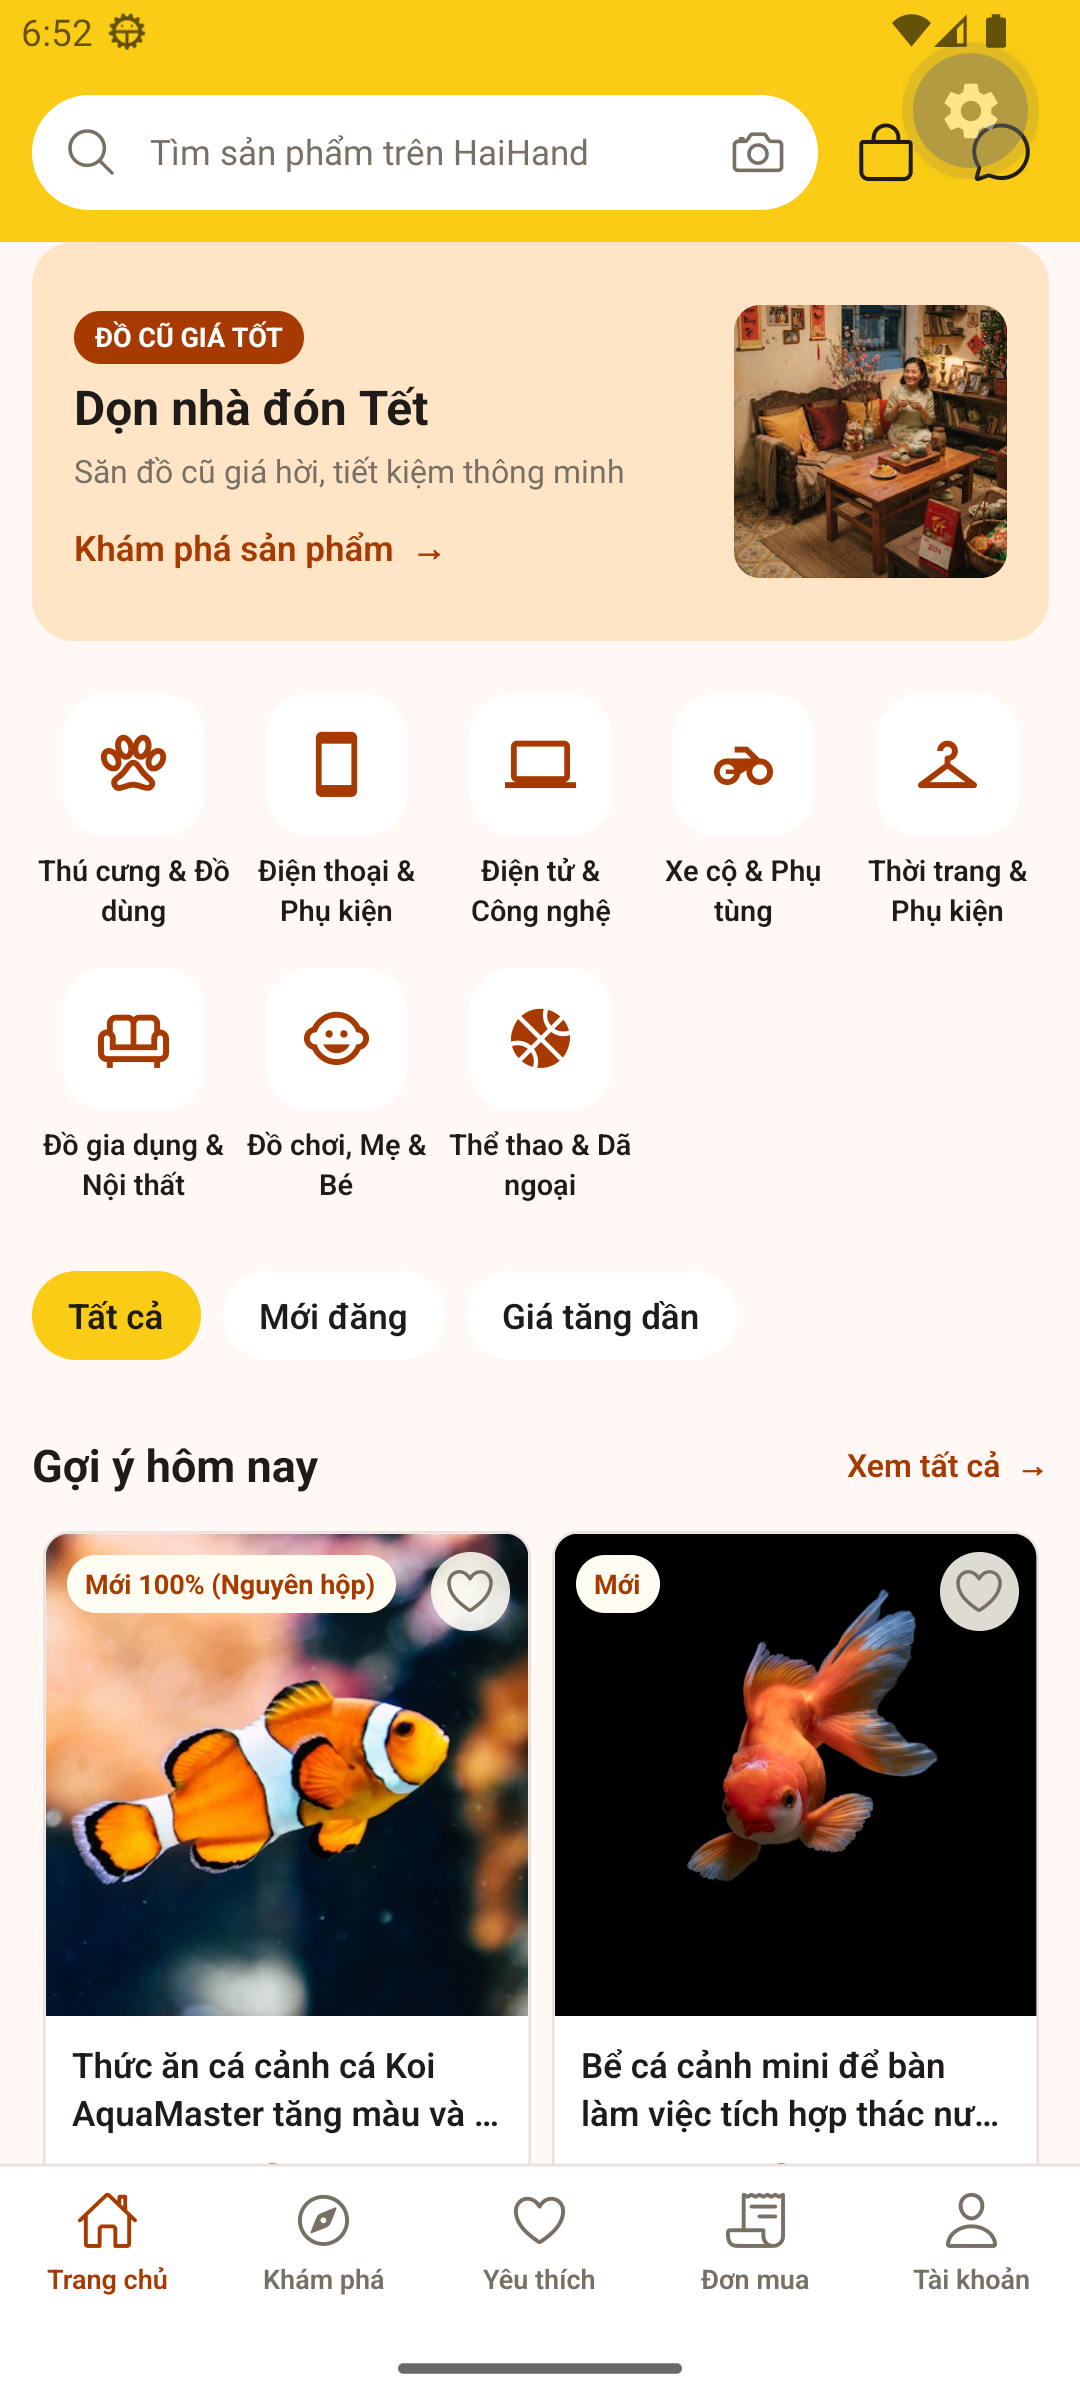 6:52
Tìm sản phẩm trên HaiHand
ĐỒ CŨ GIÁ TỐT
Dọn nhà đón Tết
Săn đồ cũ giá hời, tiết kiệm thông minh
Khám phá sản phẩm →
Thú cưng & Đồ dùng
Điện thoại & Phụ kiện
Điện tử & Công nghệ
Xe cộ & Phụ tùng
Thời trang & Phụ kiện
Đồ gia dụng & Nội thất
Đồ chơi, Mẹ & Bé
Thể thao & Dã ngoại
Tất cả
Mới đăng
Giá tăng dần
Gợi ý hôm nay
Xem tất cả →
Mới 100% (Nguyên hộp)
Mới
Thức ăn cá cảnh cá Koi
AquaMaster tăng màu và ...
Bể cá cảnh mini để bàn
làm việc tích hợp thác nư...
Trang chủ
Khám phá
Yêu thích
Đơn mua
Tài khoản